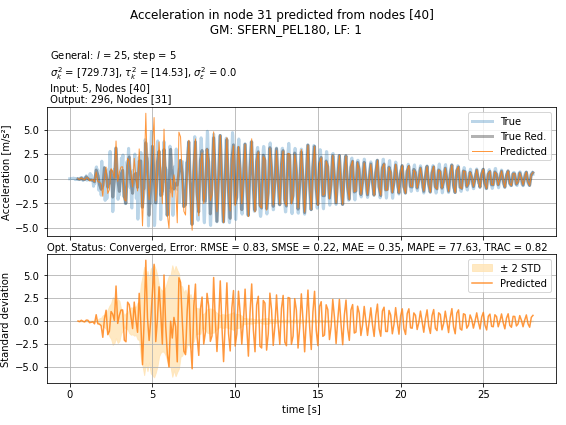 Acceleration in node 31 predicted from nodes [40]
GM: SFERN_PEL180, LF: 1
General: l = 25, step = 5
σ²ₖ = [729.73], τ²ₖ = [14.53], σ²ε = 0.0
Input: 5, Nodes [40]
Output: 296, Nodes [31]
Acceleration [m/s²]
5.0
2.5
0.0
−2.5
−5.0
True
True Red.
Predicted
Opt. Status: Converged, Error: RMSE = 0.83, SMSE = 0.22, MAE = 0.35, MAPE = 77.63, TRAC = 0.82
Standard deviation
5.0
2.5
0.0
−2.5
−5.0
± 2 STD
Predicted
0 5 10 15 20 25
time [s]